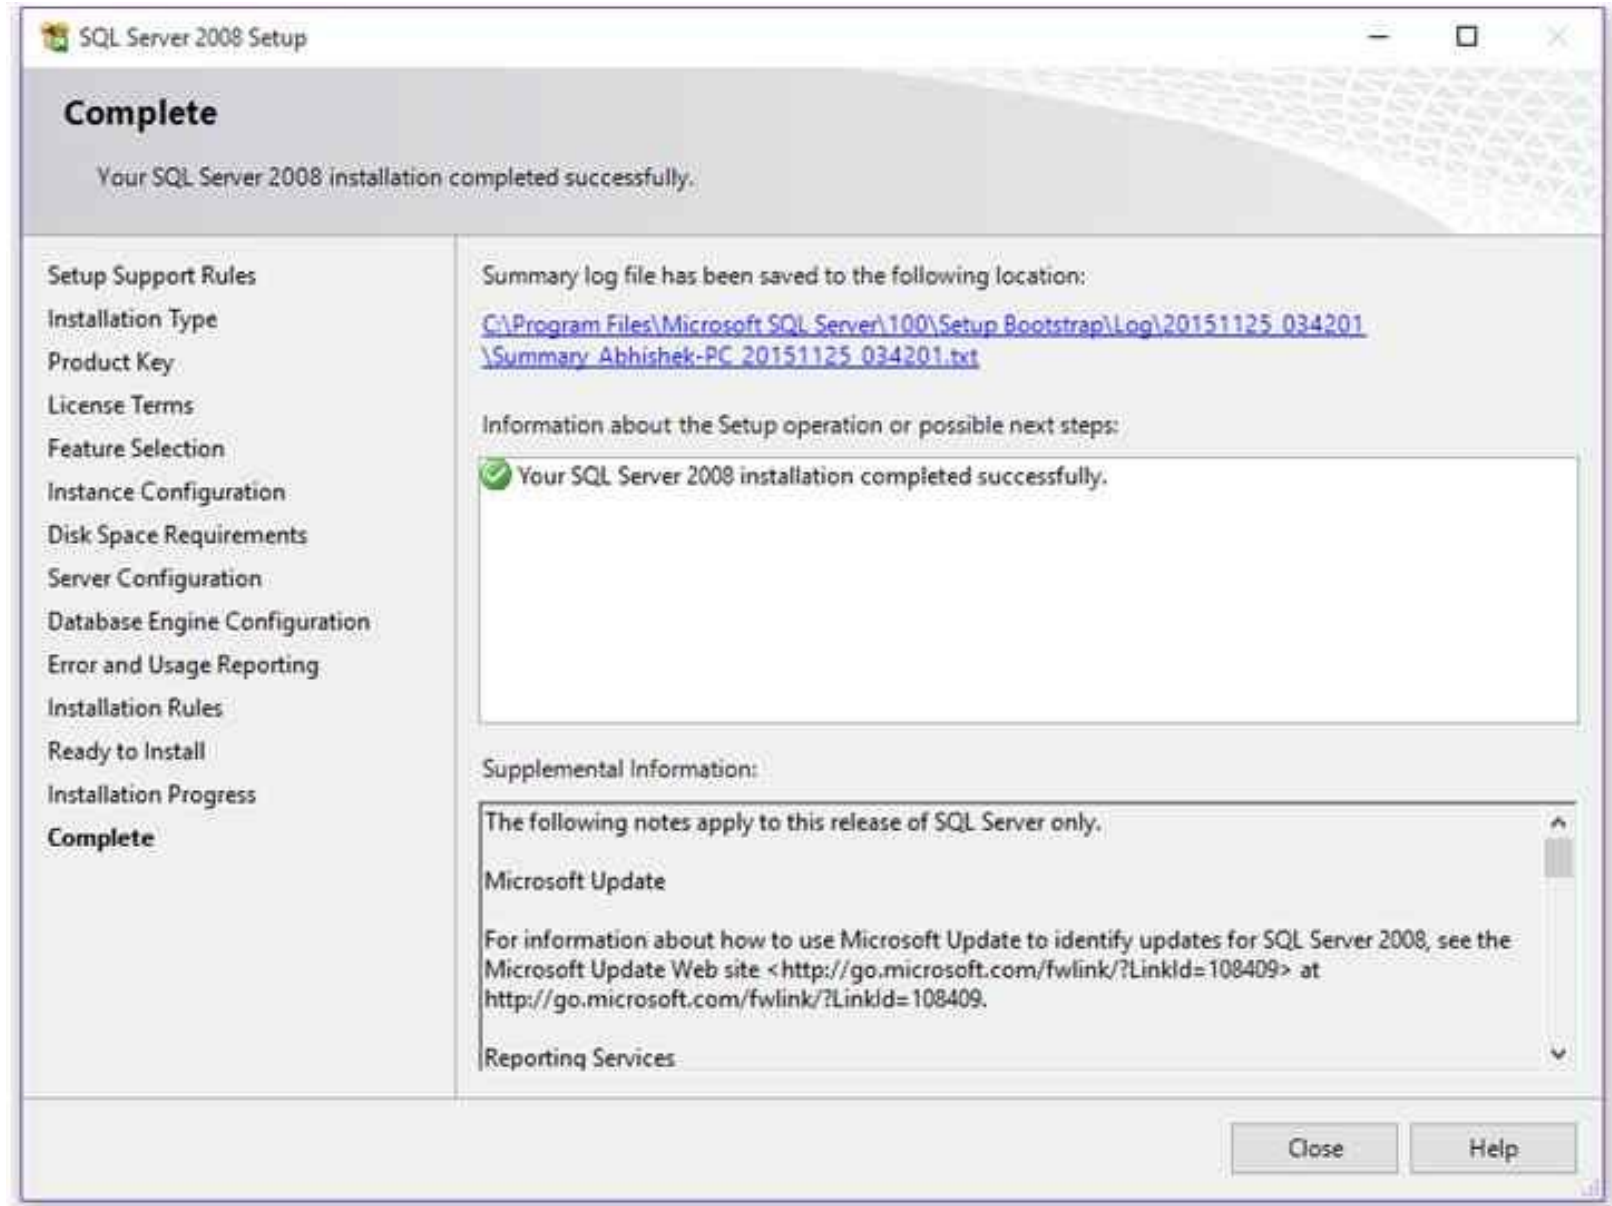 SQL Server 2008 Setup
Complete
Your SQL Server 2008 installation completed successfully.
Setup Support Rules
Installation Type
Product Key
License Terms
Feature Selection
Instance Configuration
Disk Space Requirements
Server Configuration
Database Engine Configuration
Error and Usage Reporting
Installation Rules
Ready to Install
Installation Progress
Complete
Summary log file has been saved to the following location:
C:\Program Files\Microsoft SQL Server\100\Setup Bootstrap\Log\20151125_034201
\Summary_Abhishek-PC_20151125_034201.txt
Information about the Setup operation or possible next steps:
Your SQL Server 2008 installation completed successfully.
Supplemental Information:
The following notes apply to this release of SQL Server only.
Microsoft Update
For information about how to use Microsoft Update to identify updates for SQL Server 2008, see the
Microsoft Update Web site <http://go.microsoft.com/fwlink/?LinkId=108409> at
http://go.microsoft.com/fwlink/?LinkId=108409.
Reporting Services
Close
Help